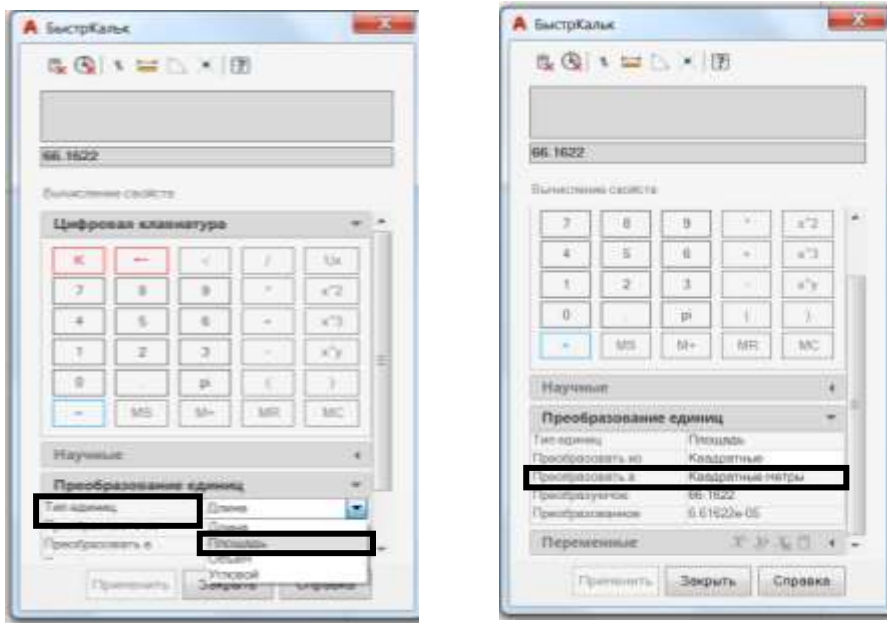 БыстрКальк
66.1622
Вычисление свойств
Цифровая клавиатура
7 8 9 * x^2
4 5 6 + x^3
1 2 3 - x^y
0 . pi ( )
= MS M+ MR MC
Научные
Преобразование единиц
Тип единиц Длина
Длина
Преобразовать в Площадь
Объем
Угловой
Применить Закрыть Справка
БыстрКальк
66.1622
Вычисление свойств
7 8 9 * x^2
4 5 6 + x^3
1 2 3 - x^y
0 . pi ( )
= MS M+ MR MC
Научные
Преобразование единиц
Тип единиц Площадь
Преобразовать из Квадратные
Преобразовать в Квадратные метры
Преобразуемое 66.1622
Преобразованное 6.61622e-05
Переменные
Применить Закрыть Справка